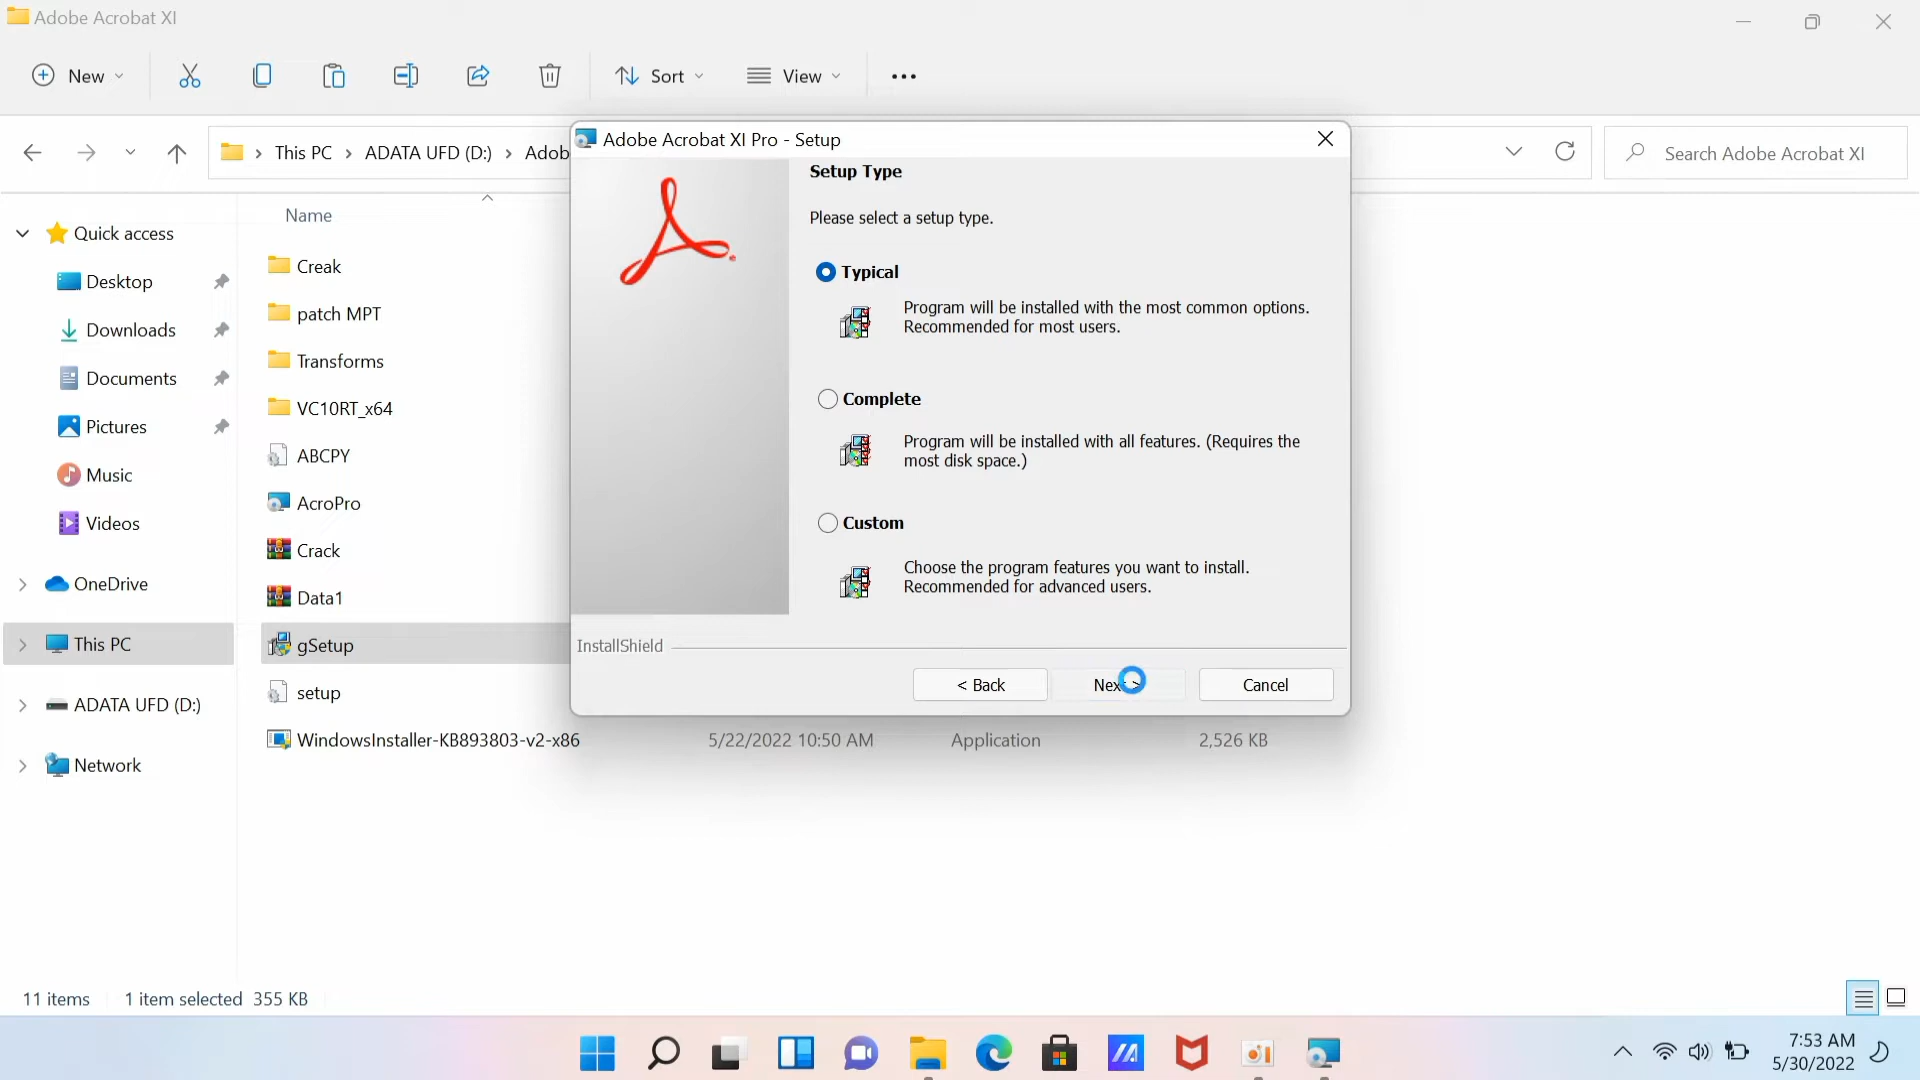 Adobe Acrobat XI
New
Sort
View
This PC
ADATA UFD (D:)
Adob
Search Adobe Acrobat XI
Name
Quick access
Desktop
Downloads
Documents
Pictures
Music
Videos
OneDrive
This PC
ADATA UFD (D:)
Network
Creak
patch MPT
Transforms
VC10RT_x64
ABCPY
AcroPro
Crack
Data1
gSetup
setup
WindowsInstaller-KB893803-v2-x86 5/22/2022 10:50 AM Application 2,526 KB
Adobe Acrobat XI Pro - Setup
Setup Type
Please select a setup type.
Typical
Program will be installed with the most common options.
Recommended for most users.
Complete
Program will be installed with all features. (Requires the
most disk space.)
Custom
Choose the program features you want to install.
Recommended for advanced users.
InstallShield
< Back
Next >
Cancel
11 items 1 item selected 355 KB
7:53 AM
5/30/2022